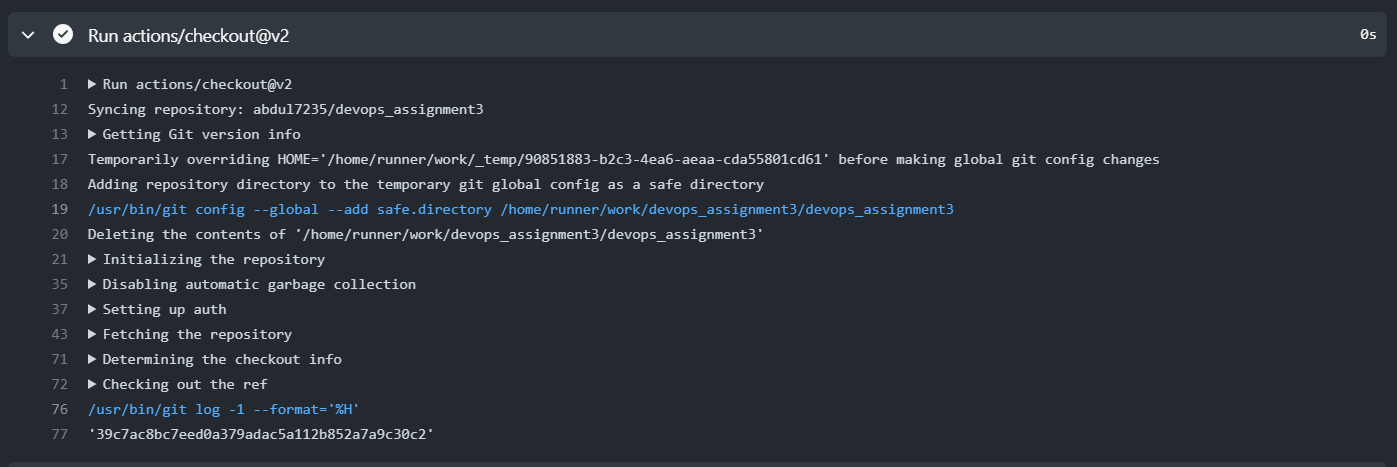 Run actions/checkout@v2 0s
1 Run actions/checkout@v2
12 Syncing repository: abdul7235/devops_assignment3
13 Getting Git version info
17 Temporarily overriding HOME='/home/runner/work/_temp/90851883-b2c3-4ea6-aeaa-cda55801cd61' before making global git config changes
18 Adding repository directory to the temporary git global config as a safe directory
19 /usr/bin/git config --global --add safe.directory /home/runner/work/devops_assignment3/devops_assignment3
20 Deleting the contents of '/home/runner/work/devops_assignment3/devops_assignment3'
21 Initializing the repository
35 Disabling automatic garbage collection
37 Setting up auth
43 Fetching the repository
71 Determining the checkout info
72 Checking out the ref
76 /usr/bin/git log -1 --format='%H'
77 '39c7ac8bc7eed0a379adac5a112b852a7a9c30c2'